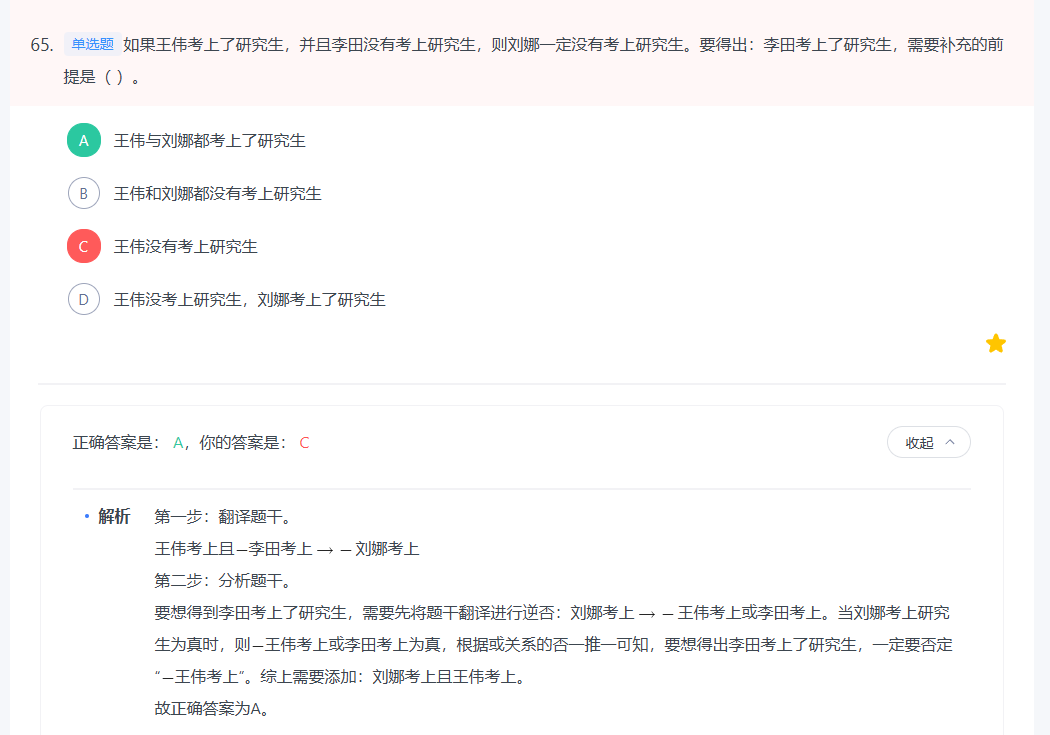 65. 单选题 如果王伟考上了研究生，并且李田没有考上研究生，则刘娜一定没有考上研究生。要得出：李田考上了研究生，需要补充的前
提是（ ）。
A 王伟与刘娜都考上了研究生
B 王伟和刘娜都没有考上研究生
C 王伟没有考上研究生
D 王伟没考上研究生，刘娜考上了研究生
正确答案是： A，你的答案是： C 收起
· 解析 第一步：翻译题干。
王伟考上且—李田考上 → — 刘娜考上
第二步：分析题干。
要想得到李田考上了研究生，需要先将题干翻译进行逆否：刘娜考上 → — 王伟考上或李田考上。当刘娜考上研究
生为真时，则—王伟考上或李田考上为真，根据或关系的否一推一可知，要想得出李田考上了研究生，一定要否定
“—王伟考上”。综上需要添加：刘娜考上且王伟考上。
故正确答案为A。